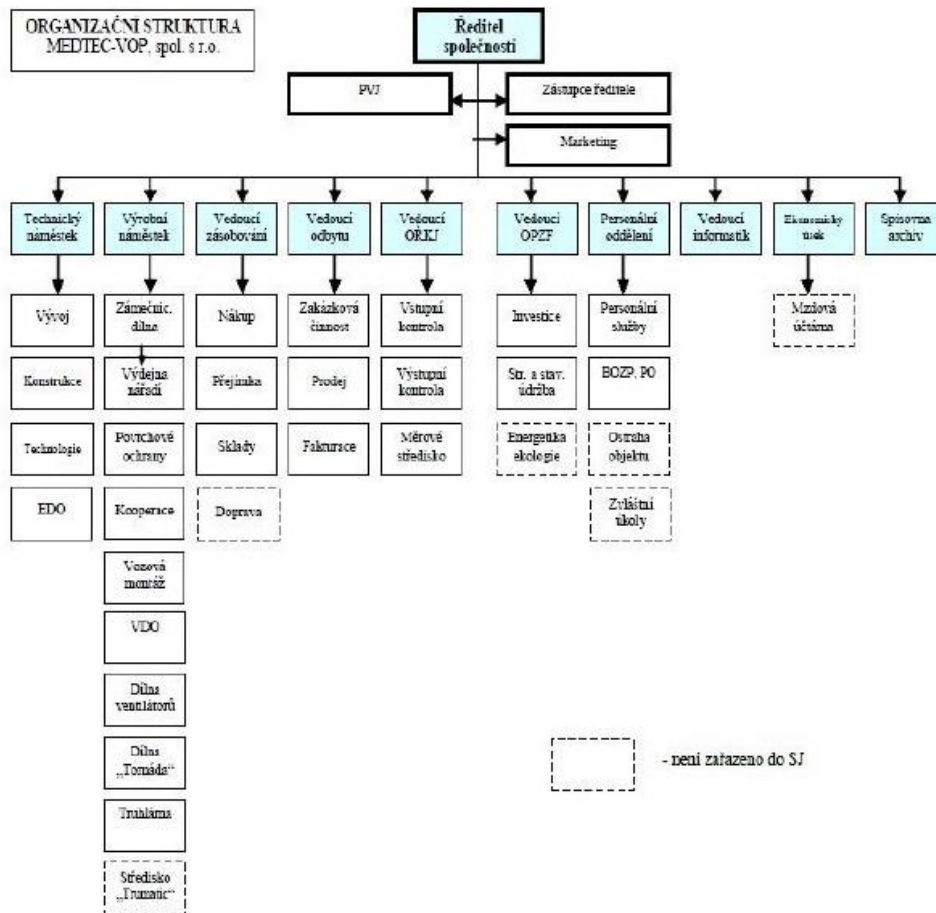 ORGANIZAČNÍ STRUKTURA
MEDTEC-VOP, spol. s r.o.
Ředitel
společnosti
PVJ
Zástupce ředitele
Marketing
Technický
náměstek
Výrobní
náměstek
Vedoucí
zásobování
Vedoucí
odbytu
Vedoucí
OŘKJ
Vedoucí
OPZF
Personální
oddělení
Vedoucí
informatik
Ekonomický
úsek
Spisovna
archiv
Vývoj
Zámečnic.
dílna
Nákup
Zakázková
činnost
Vstupní
kontrola
Investice
Personální
služby
Mzdová
účtárna
Konstrukce
Výdejna
nářadí
Přejímka
Prodej
Výstupní
kontrola
Str. a stav.
údržba
BOZP, PO
Technologie
Povrchové
ochrany
Sklady
Fakturace
Měrové
středisko
Energetika
ekologie
Ostraha
objektu
EDO
Kooperace
Doprava
Zvláštní
úkoly
Vozová
montáž
VDO
Dílna
ventilátorů
Dílna
„Tornáda“
- není zařazeno do SJ
Truhlárna
Středisko
„Trumatic“